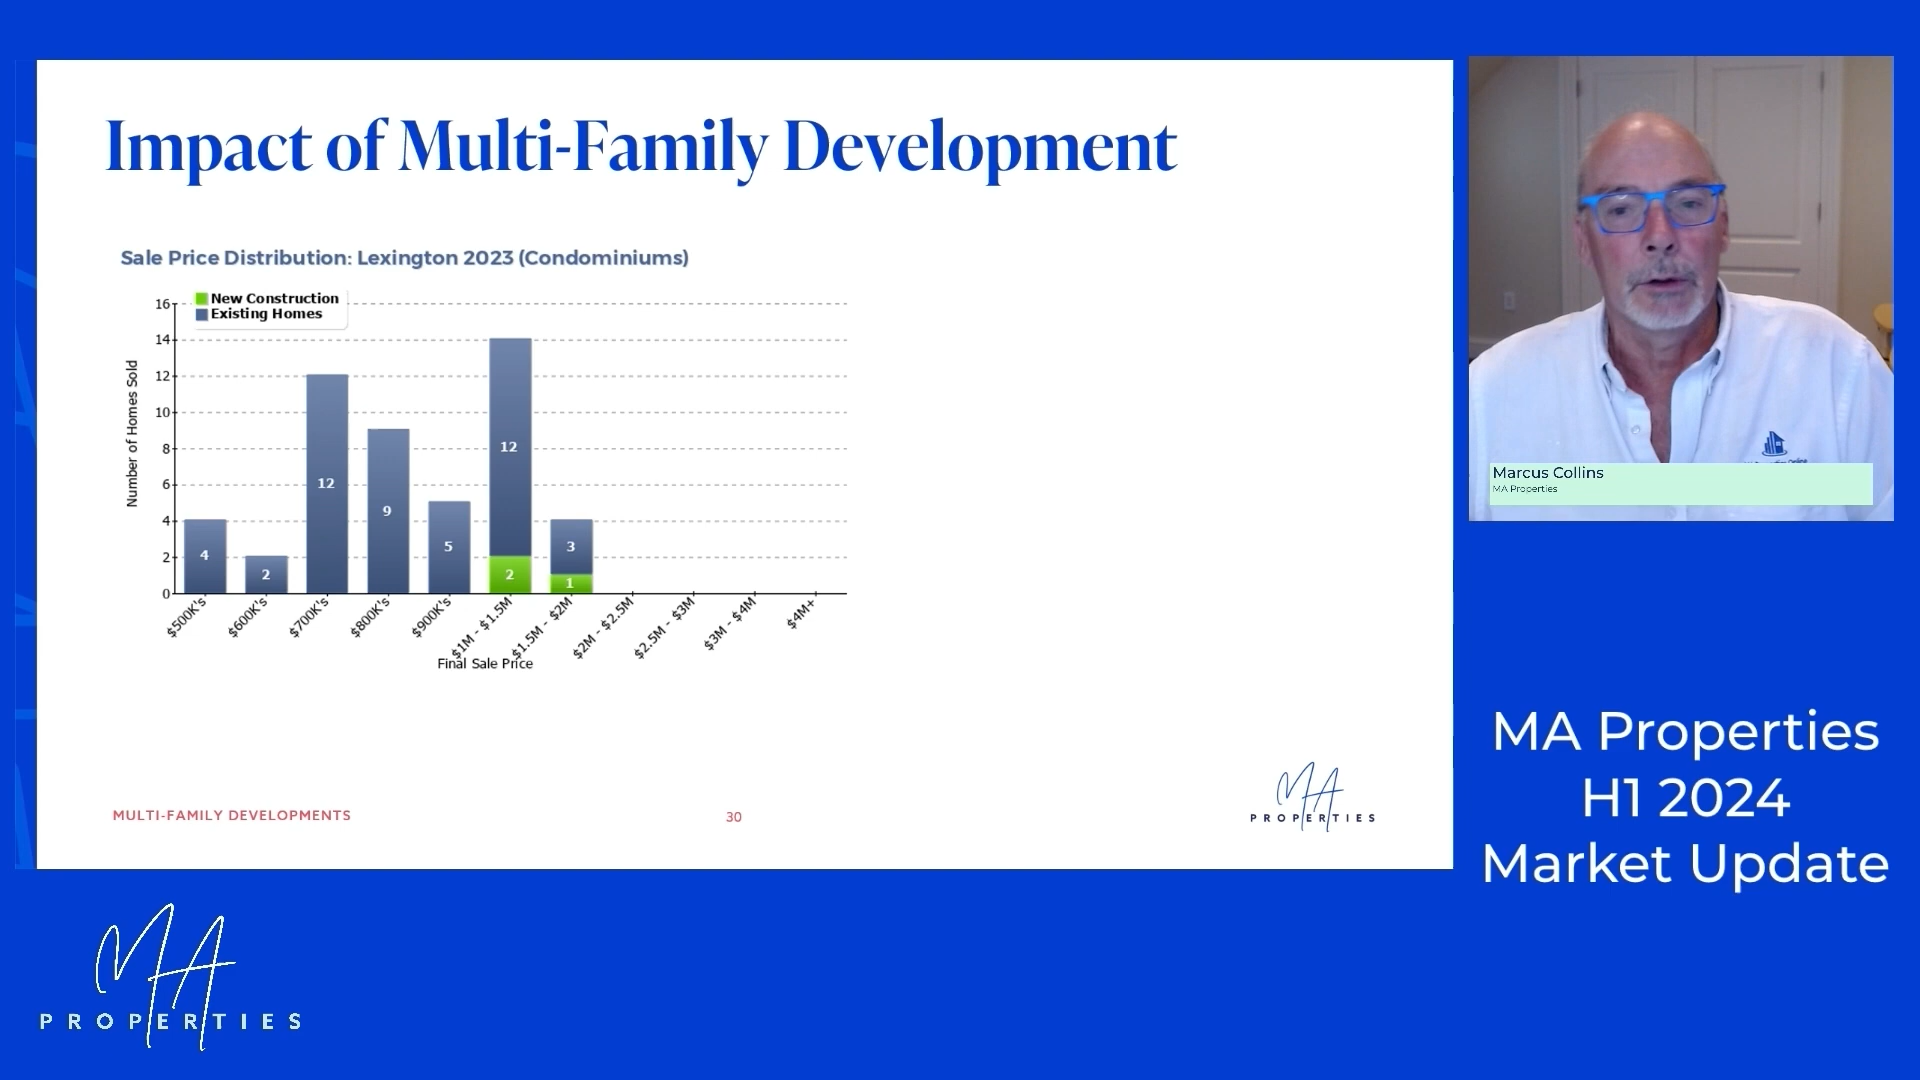 Impact of Multi-Family Development
Sale Price Distribution: Lexington 2023 (Condominiums)
New Construction
Existing Homes
16
14
12
10
8
6
4
2
0
Number of Homes Sold
4
2
12
9
5
12
2
3
1
$500K's
$600K's
$700K's
$800K's
$900K's
$1M - $1.5M
$1.5M - $2M
$2M - $2.5M
$2.5M - $3M
$3M - $4M
$4M+
Final Sale Price
MULTI-FAMILY DEVELOPMENTS
30
MA
PROPERTIES
Marcus Collins
MA Properties
MA Properties
H1 2024
Market Update
MA
PROPERTIES